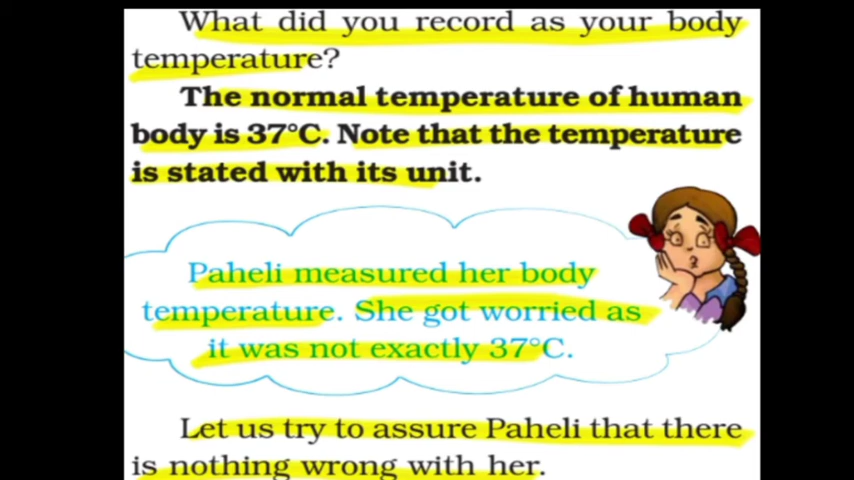 What did you record as your body
temperature?
The normal temperature of human
body is 37°C. Note that the temperature
is stated with its unit.
Paheli measured her body
temperature. She got worried as
it was not exactly 37°C.
Let us try to assure Paheli that there
is nothing wrong with her.